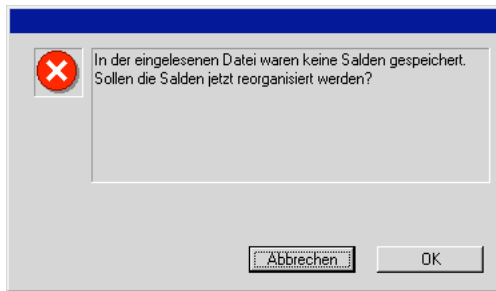 In der eingelesenen Datei waren keine Salden gespeichert.
Sollen die Salden jetzt reorganisiert werden?
Abbrechen
OK